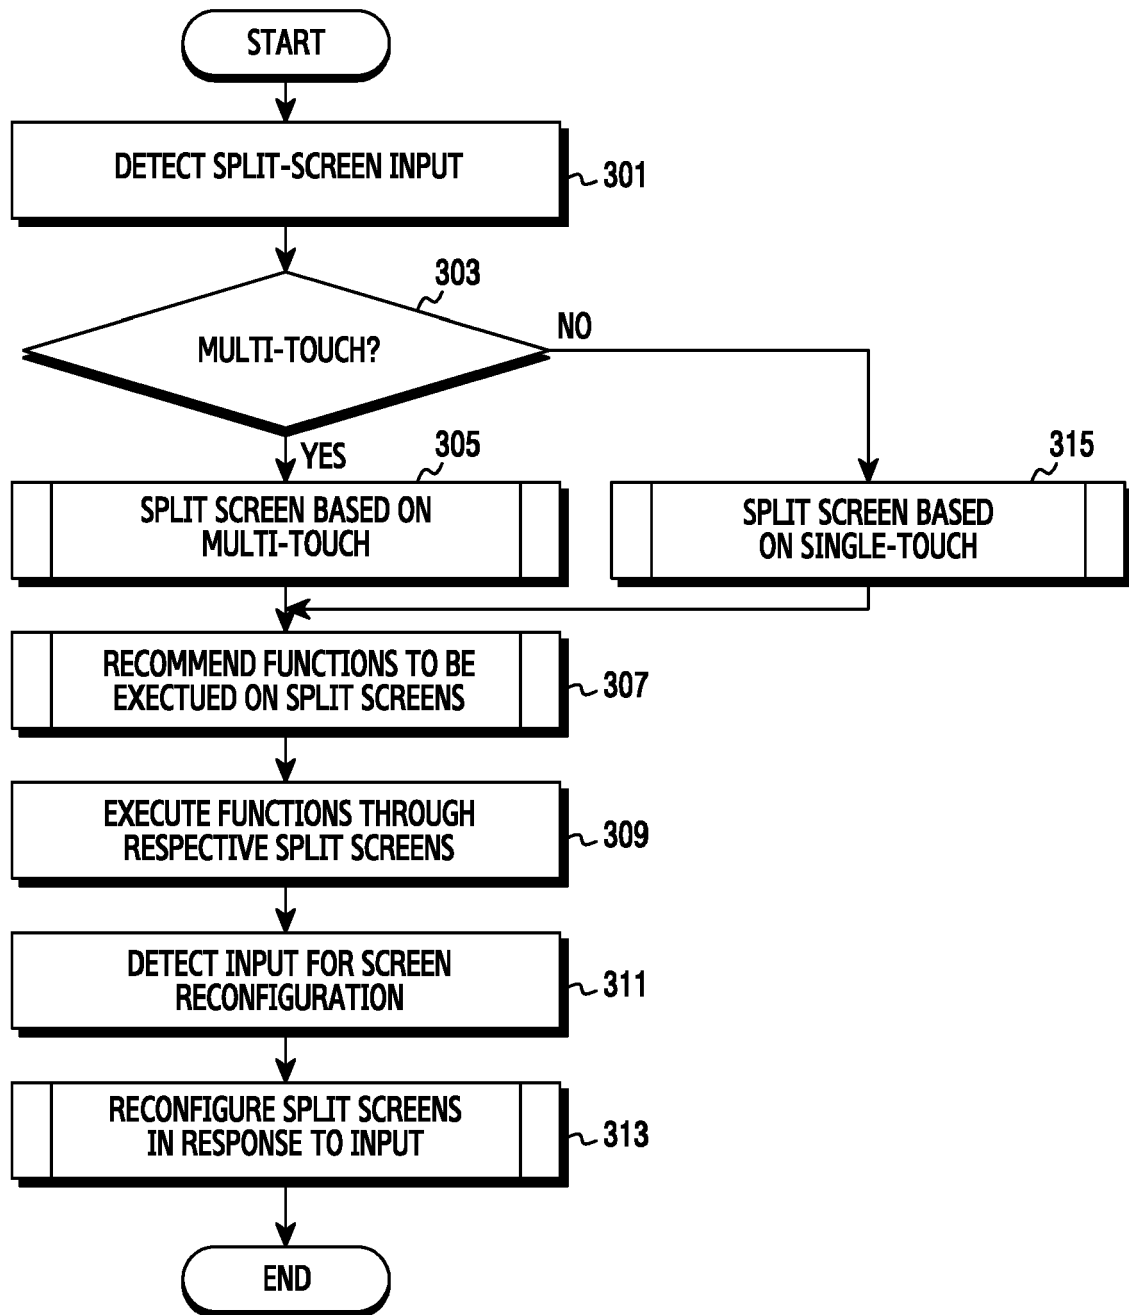 START
DETECT SPLIT-SCREEN INPUT
301
303
MULTI-TOUCH?
NO
YES
305
SPLIT SCREEN BASED ON
MULTI-TOUCH
315
SPLIT SCREEN BASED
ON SINGLE-TOUCH
RECOMMEND FUNCTIONS TO BE
EXECTUED ON SPLIT SCREENS
307
EXECUTE FUNCTIONS THROUGH
RESPECTIVE SPLIT SCREENS
309
DETECT INPUT FOR SCREEN
RECONFIGURATION
311
RECONFIGURE SPLIT SCREENS
IN RESPONSE TO INPUT
313
END